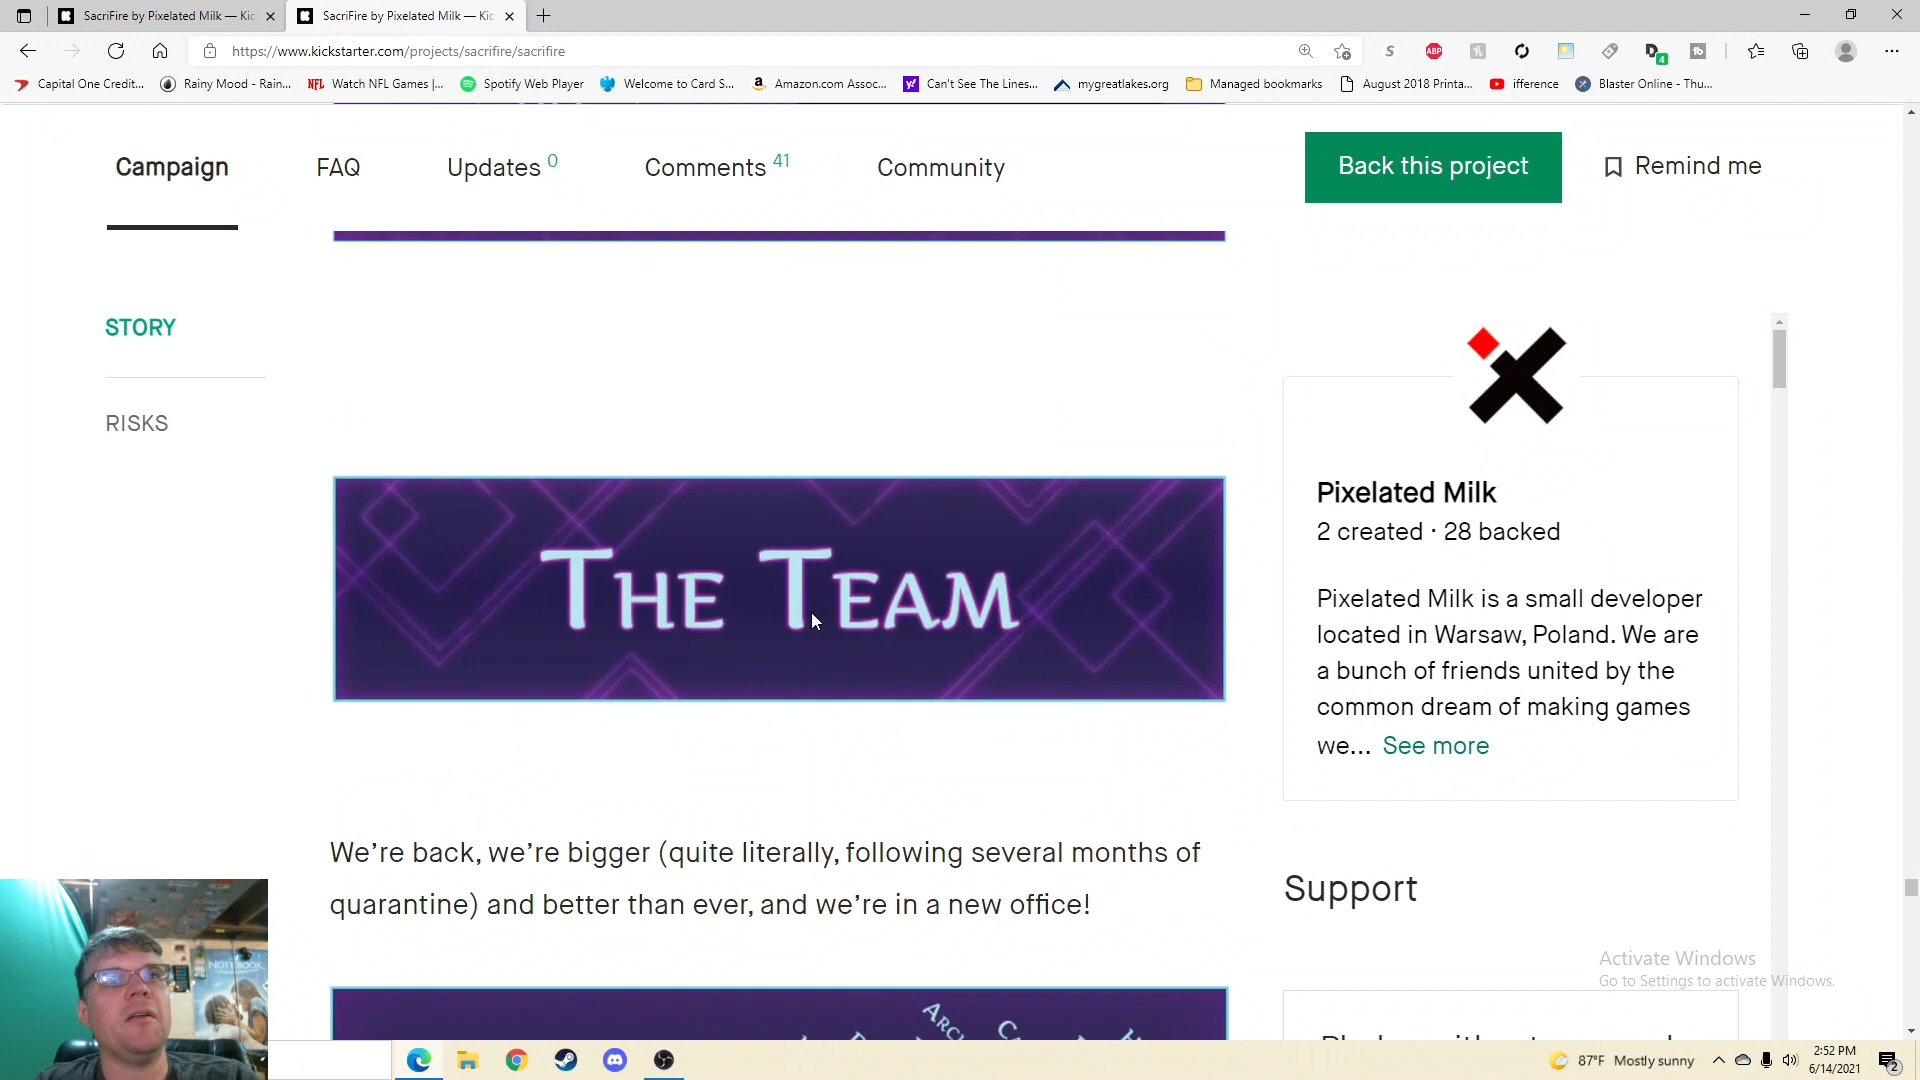 SacriFire by Pixelated Milk — Kic
SacriFire by Pixelated Milk — Kic
https://www.kickstarter.com/projects/sacrifire/sacrifire
Capital One Credit...
Rainy Mood - Rain...
Watch NFL Games |...
Spotify Web Player
Welcome to Card S...
Amazon.com Assoc...
Can't See The Lines...
mygreatlakes.org
Managed bookmarks
August 2018 Printa...
ifference
Blaster Online - Thu...
Campaign
FAQ
Updates 0
Comments 41
Community
Back this project
Remind me
STORY
RISKS
THE TEAM
We're back, we're bigger (quite literally, following several months of
quarantine) and better than ever, and we're in a new office!
Pixelated Milk
2 created · 28 backed
Pixelated Milk is a small developer
located in Warsaw, Poland. We are
a bunch of friends united by the
common dream of making games
we... See more
Support
Activate Windows
Go to Settings to activate Windows.
NOTEBOOK
87°F Mostly sunny
2:52 PM
6/14/2021